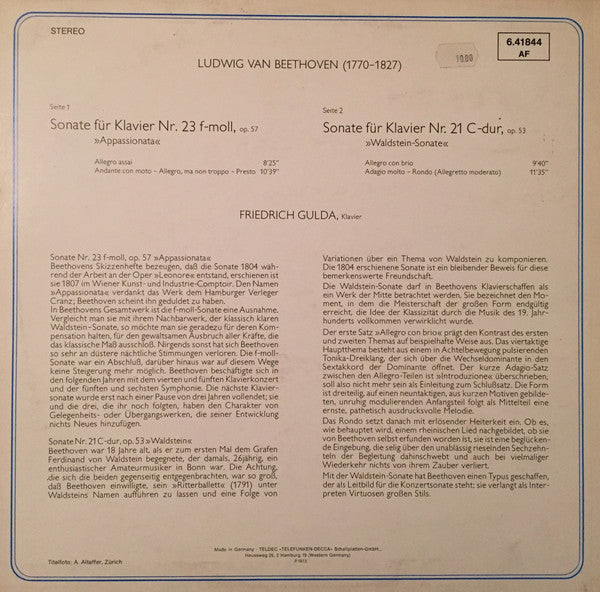 STEREO
10.80
6.41844
AF
LUDWIG VAN BEETHOVEN (1770–1827)
Seite 1
Sonate für Klavier Nr. 23 f-moll, op. 57
»Appassionata«
Allegro assai 8'25"
Andante con moto – Allegro, ma non troppo – Presto 10'39"
Seite 2
Sonate für Klavier Nr. 21 C-dur, op. 53
»Waldstein-Sonate«
Allegro con brio 9'40"
Adagio molto – Rondo (Allegretto moderato) 11'35"
FRIEDRICH GULDA, Klavier
Sonate Nr. 23 f-moll, op. 57 »Appassionata«
Beethovens Skizzenhefte bezeugen, daß die Sonate 1804 wäh-
rend der Arbeit an der Oper »Leonore« entstand, erschienen ist
sie 1807 im Wiener Kunst- und Industrie-Comptoir. Den Namen
»Appassionata« verdankt das Werk dem Hamburger Verleger
Cranz; Beethoven scheint ihn geduldet zu haben.
In Beethovens Gesamtwerk ist die f-moll-Sonate eine Ausnahme.
Vergleicht man sie mit ihrem Nachbarwerk, der klassisch klaren
Waldstein-Sonate, so möchte man sie geradezu für deren Kom-
pensation halten, für den gewaltsamen Ausbruch aller Kräfte, die
das klassische Maß ausschloß. Nirgends sonst hat sich Beethoven
so sehr an düstere nächtliche Stimmungen verloren. Die f-moll-
Sonate war ein Abschluß, darüber hinaus war auf diesem Wege
keine Steigerung mehr möglich. Beethoven beschäftigte sich in
den folgenden Jahren mit dem vierten und fünften Klavierkonzert
und der fünften und sechsten Symphonie. Die nächste Klavier-
sonate wurde erst nach einer Pause von drei Jahren vollendet; sie
und die drei, die ihr noch folgten, haben den Charakter von
Gelegenheits- oder Übertragungswerken, die seiner Entwicklung
nichts Neues hinzufügen.
Sonate Nr. 21 C-dur, op. 53 »Waldstein«
Beethoven war 18 Jahre alt, als er zum ersten Mal dem Grafen
Ferdinand von Waldstein begegnete, der damals, 26jährig, ein
enthusiastischer Amateurmusiker in Bonn war. Die Achtung,
die sich die beiden gegenseitig entgegenbrachten, war so groß,
daß Beethoven einwilligte, sein »Ritterballett« (1791) unter
Waldsteins Namen aufführen zu lassen und eine Folge von
Variationen über ein Thema von Waldstein zu komponieren.
Die 1804 erschienene Sonate ist ein bleibender Beweis für diese
bemerkenswerte Freundschaft.
Die Waldstein-Sonate darf in Beethovens Klavierschaffen als
ein Werk der Mitte betrachtet werden. Sie bezeichnet den Mo-
ment, in dem die Meisterschaft der großen Form endgültig
erreicht, die Idee der Klassizität durch die Musik des 19. Jahr-
hunderts vollkommen verwirklicht wurde.
Der erste Satz »Allegro con brio« prägt den Kontrast des ersten
und zweiten Themas auf beispielhafte Weise aus. Das viertaktige
Hauptthema besteht aus einem in Achtelbewegung pulsierenden
Tonika-Dreiklang, der sich über die Wechseldominante in den
Sextakkord der Dominante öffnet. Der kurze Adagio-Satz
zwischen den Allegro-Teilen ist »Introduzione« überschrieben,
soll also nicht mehr sein als Einleitung zum Schlußsatz. Die Form
ist dreiteilig, auf einen neuntaktigen, aus kurzen Motiven gebilde-
ten, unruhig modulierenden Anfangsteil folgt als Mittelteil eine
ernste, pathetisch ausdrucksvolle Melodie.
Das Rondo setzt danach mit erlösender Heiterkeit ein. Ob es,
wie behauptet wird, einem rheinischen Lied nachgebildet, ob sie
von Beethoven selbst erfunden worden ist, sie ist eine beglücken-
de Eingebung, die selig über den unablässig rieselnden Sechzehn-
teln der Begleitung dahinschwebt und auch bei vielmaliger
Wiederkehr nichts von ihrem Zauber verliert.
Mit der Waldstein-Sonate hat Beethoven einen Typus geschaffen,
der als Leitbild für die Konzertsonate steht; sie verlangt als Inter-
preten Virtuosen großen Stils.
Made in Germany · TELDEC »TELEFUNKEN-DECCA« Schallplatten-GmbH.,
Heussweg 25, 2 Hamburg 19 (Western Germany)
℗ 1973
Titelfoto: A. Altaffer, Zürich